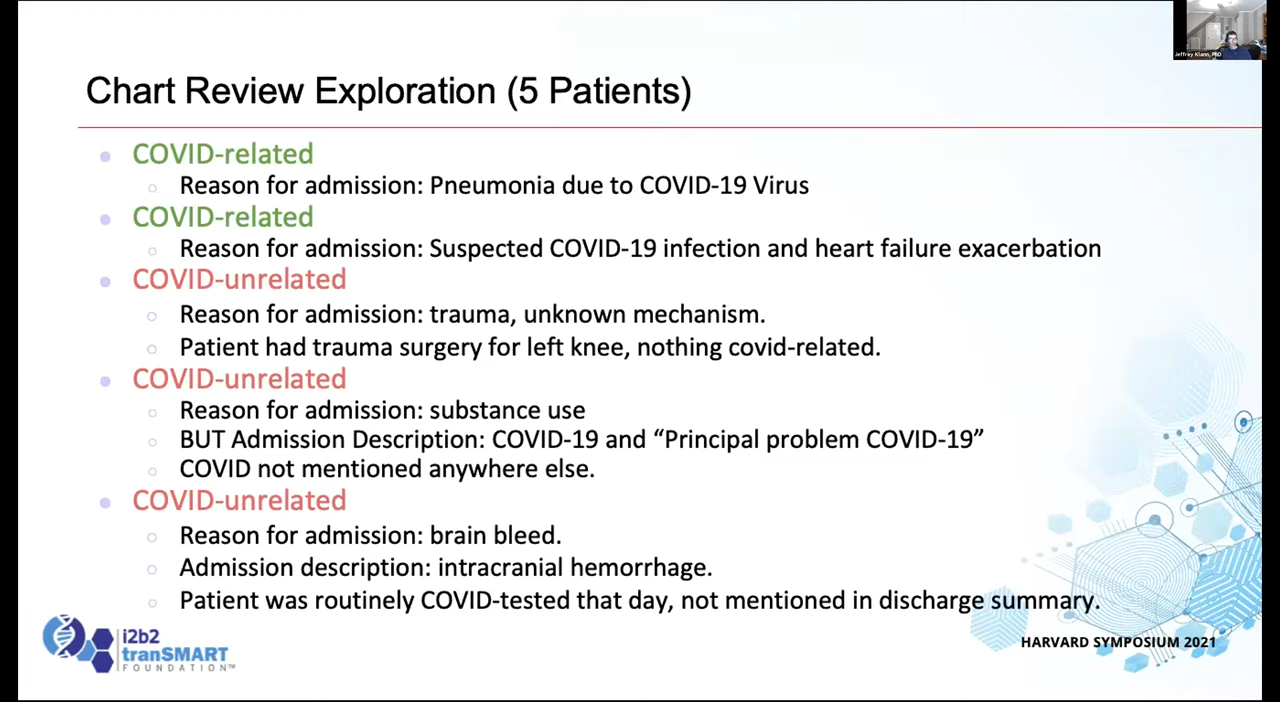 Jeffrey Klann, PhD
Chart Review Exploration (5 Patients)
COVID-related
Reason for admission: Pneumonia due to COVID-19 Virus
COVID-related
Reason for admission: Suspected COVID-19 infection and heart failure exacerbation
COVID-unrelated
Reason for admission: trauma, unknown mechanism.
Patient had trauma surgery for left knee, nothing covid-related.
COVID-unrelated
Reason for admission: substance use
BUT Admission Description: COVID-19 and “Principal problem COVID-19”
COVID not mentioned anywhere else.
COVID-unrelated
Reason for admission: brain bleed.
Admission description: intracranial hemorrhage.
Patient was routinely COVID-tested that day, not mentioned in discharge summary.
i2b2
tranSMART
FOUNDATION™
HARVARD SYMPOSIUM 2021